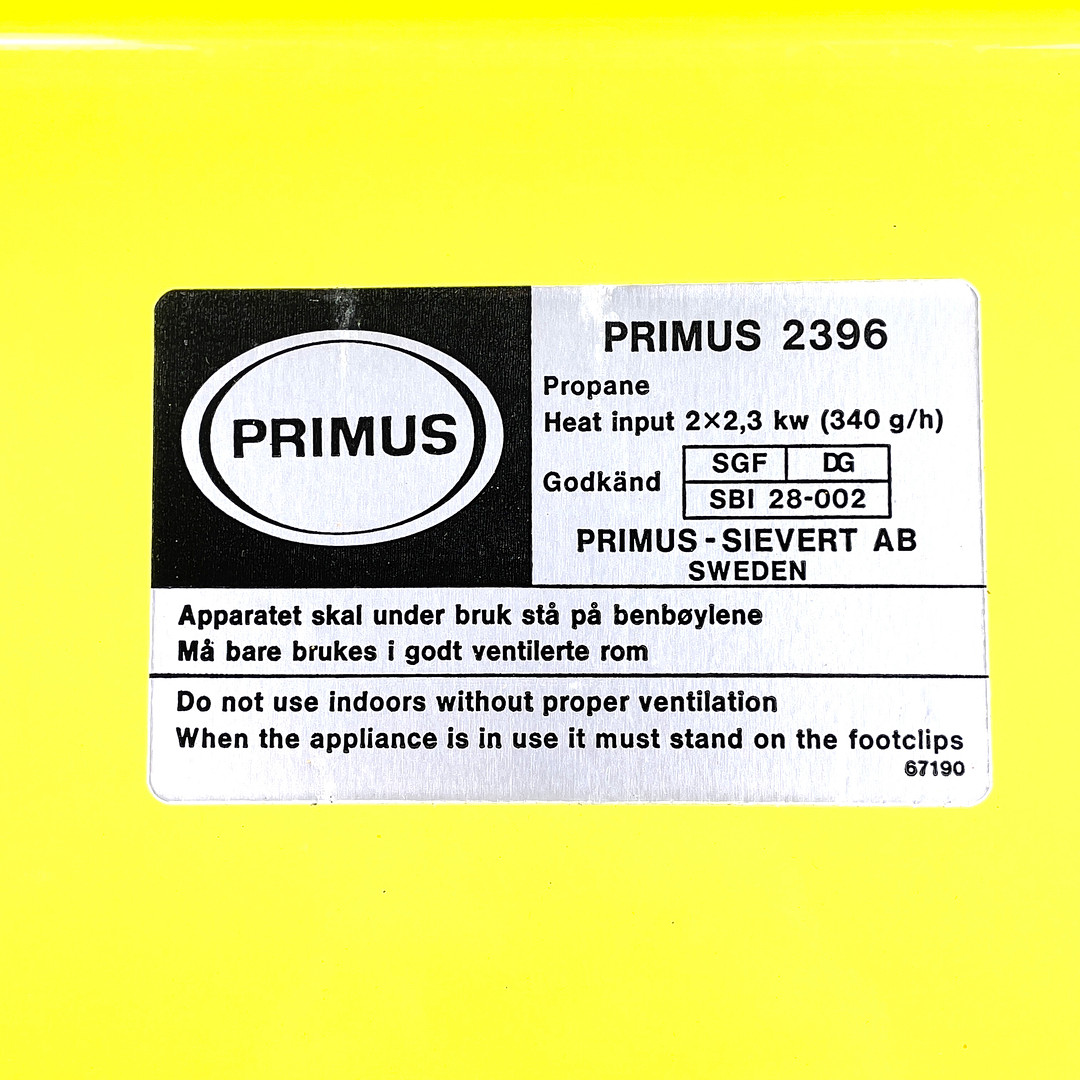 PRIMUS
PRIMUS 2396
Propane
Heat input 2×2,3 kw (340 g/h)
Godkänd
SGF DG
SBI 28-002
PRIMUS-SIEVERT AB
SWEDEN
Apparatet skal under bruk stå på benbøylene
Må bare brukes i godt ventilerte rom
Do not use indoors without proper ventilation
When the appliance is in use it must stand on the footclips
67190